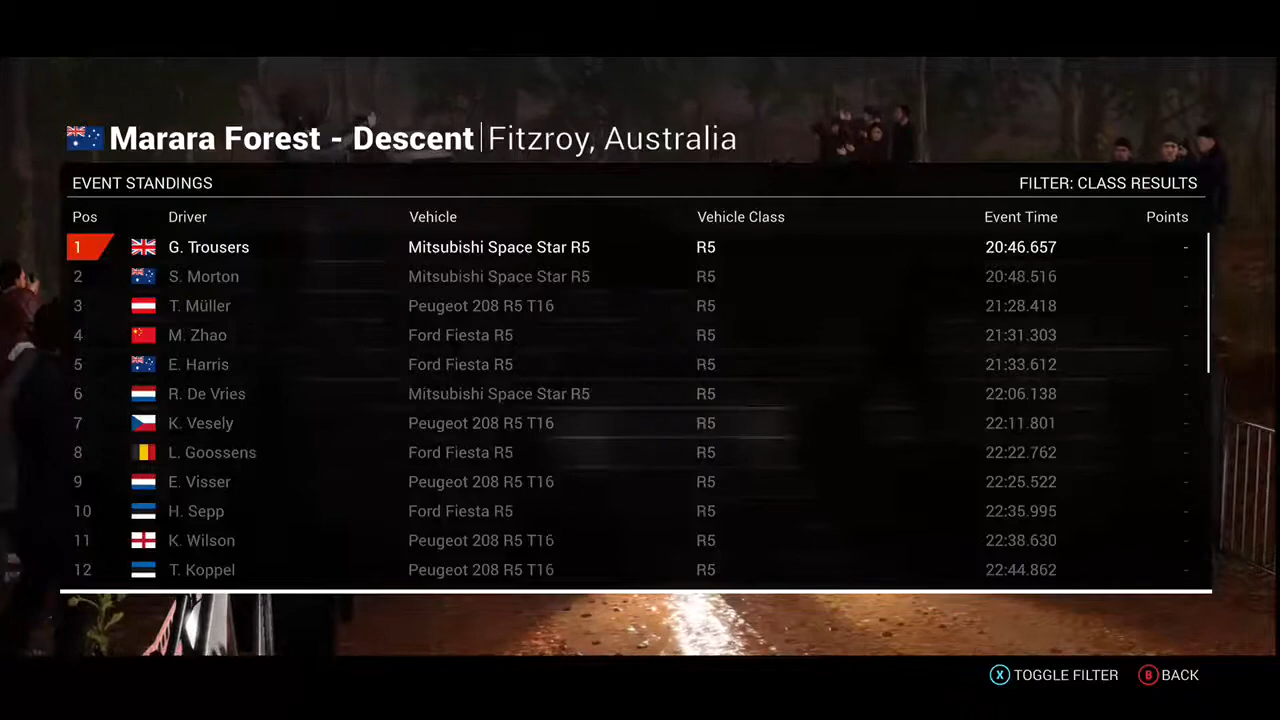 Marara Forest - Descent | Fitzroy, Australia
EVENT STANDINGS FILTER: CLASS RESULTS
Pos Driver Vehicle Vehicle Class Event Time Points
1 G. Trousers Mitsubishi Space Star R5 R5 20:46.657 -
2 S. Morton Mitsubishi Space Star R5 R5 20:48.516 -
3 T. Müller Peugeot 208 R5 T16 R5 21:28.418 -
4 M. Zhao Ford Fiesta R5 R5 21:31.303 -
5 E. Harris Ford Fiesta R5 R5 21:33.612 -
6 R. De Vries Mitsubishi Space Star R5 R5 22:06.138 -
7 K. Vesely Peugeot 208 R5 T16 R5 22:11.801 -
8 L. Goossens Ford Fiesta R5 R5 22:22.762 -
9 E. Visser Peugeot 208 R5 T16 R5 22:25.522 -
10 H. Sepp Ford Fiesta R5 R5 22:35.995 -
11 K. Wilson Peugeot 208 R5 T16 R5 22:38.630 -
12 T. Koppel Peugeot 208 R5 T16 R5 22:44.862 -
X TOGGLE FILTER B BACK